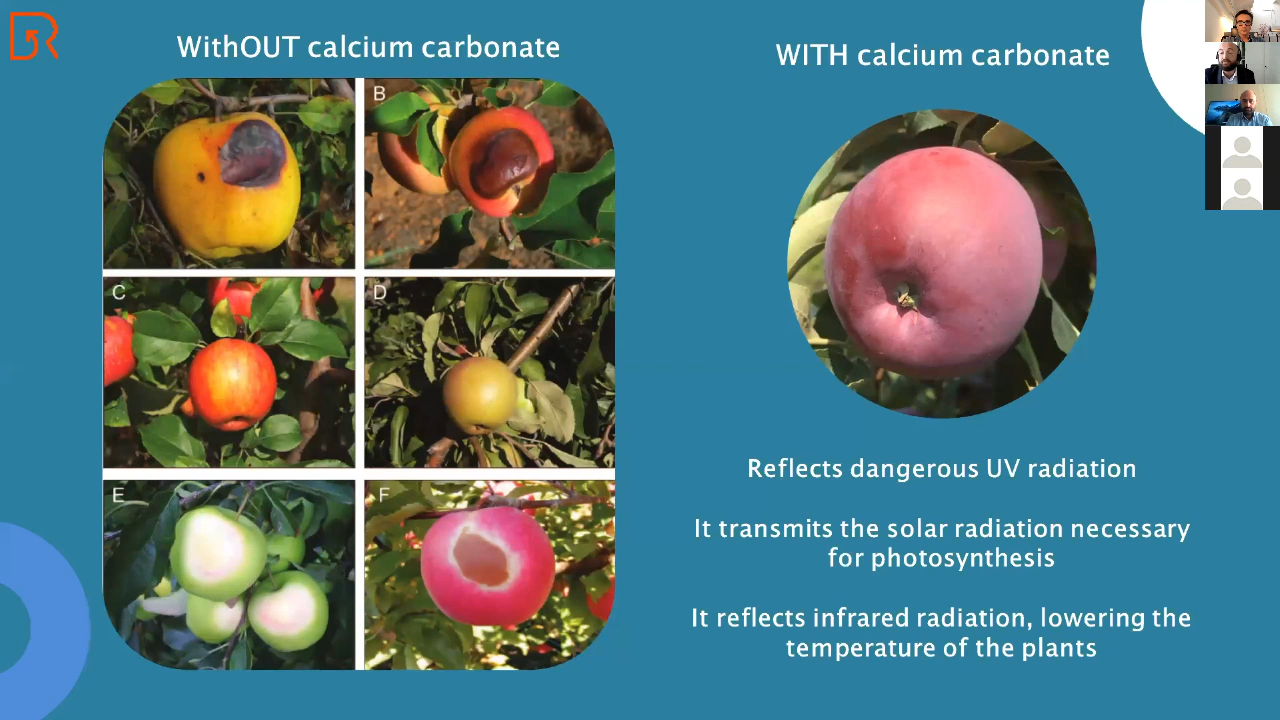 WithOUT calcium carbonate
B
C
D
E
F
WITH calcium carbonate
Reflects dangerous UV radiation
It transmits the solar radiation necessary
for photosynthesis
It reflects infrared radiation, lowering the
temperature of the plants